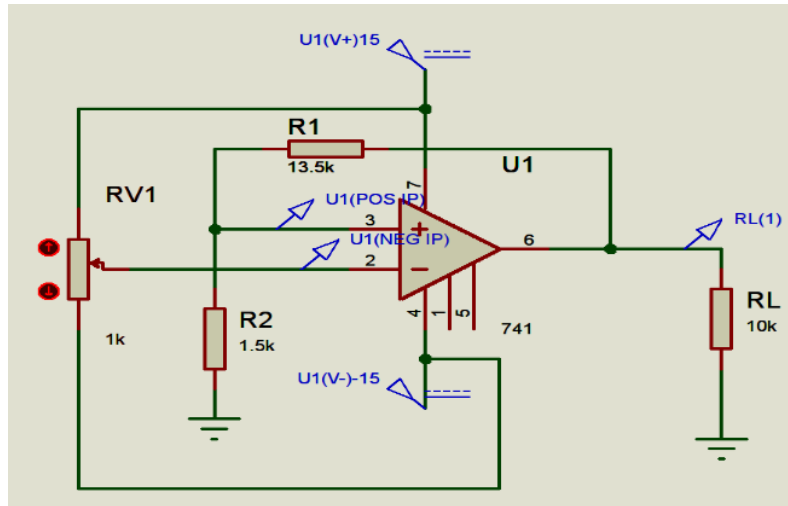 U1(V+)15
R1
13.5k
U1
RV1
7
U1(POS IP)
3
+
6
RL(1)
U1(NEG IP)
2
−
4
1
5
R2
1.5k
1k
741
RL
10k
U1(V-)-15